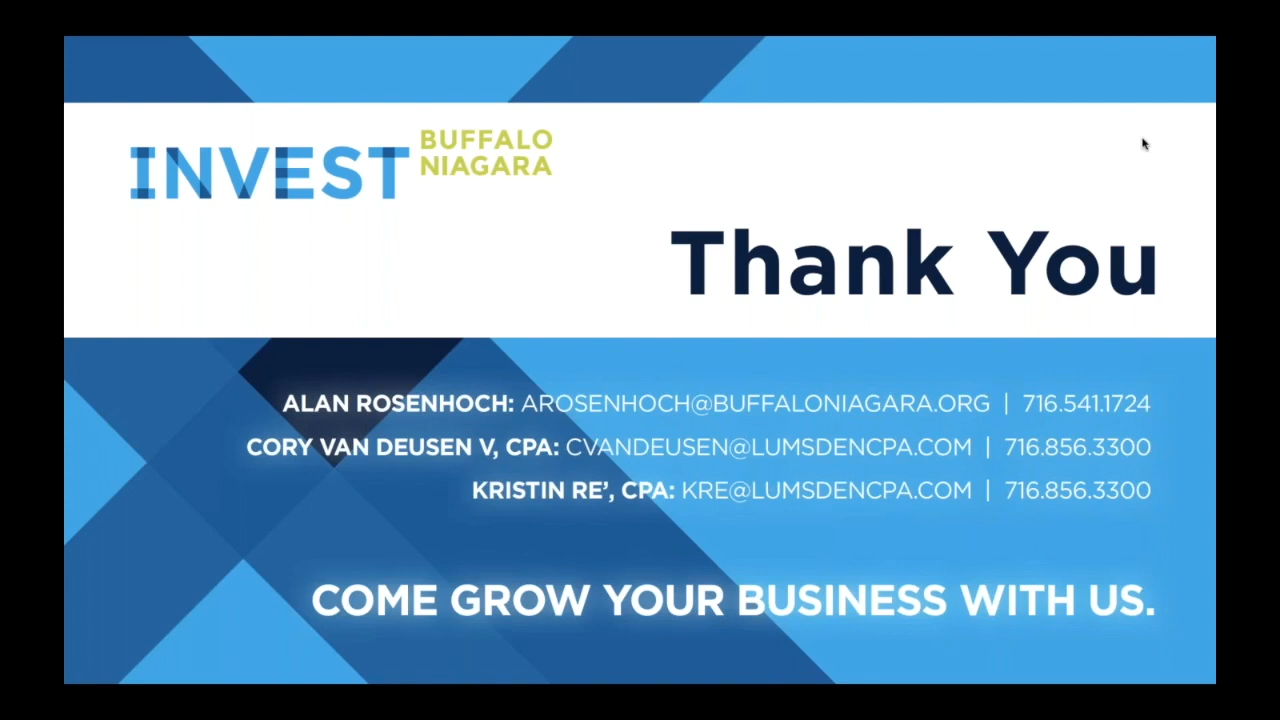 INVEST BUFFALO NIAGARA
Thank You
ALAN ROSENHOCH: AROSENHOCH@BUFFALONIAGARA.ORG | 716.541.1724
CORY VAN DEUSEN V, CPA: CVANDEUSEN@LUMSDENCPA.COM | 716.856.3300
KRISTIN RE’, CPA: KRE@LUMSDENCPA.COM | 716.856.3300
COME GROW YOUR BUSINESS WITH US.